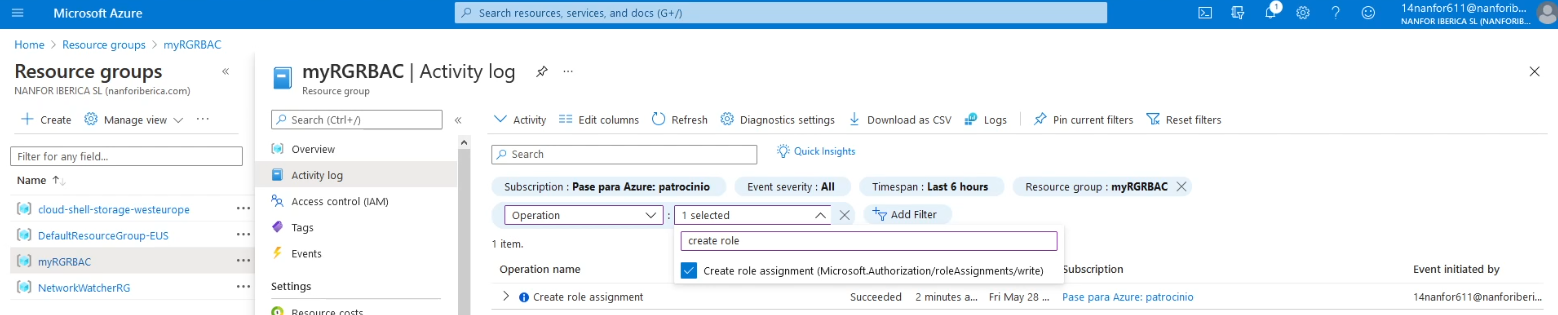 Microsoft Azure
Search resources, services, and docs (G+/)
1
14nanfor611@nanforib...
NANFOR IBERICA SL (NANFORIB...
Home > Resource groups > myRGRBAC
Resource groups
NANFOR IBERICA SL (nanforiberica.com)
Create Manage view ...
Filter for any field...
Name
cloud-shell-storage-westeurope ...
DefaultResourceGroup-EUS ...
myRGRBAC ...
NetworkWatcherRG ...
myRGRBAC | Activity log ...
Resource group
Search (Ctrl+/)
Overview
Activity log
Access control (IAM)
Tags
Events
Settings
Resource costs
Activity Edit columns Refresh Diagnostics settings Download as CSV Logs Pin current filters Reset filters
Search Quick Insights
Subscription : Pase para Azure: patrocinio Event severity : All Timespan : Last 6 hours Resource group : myRGRBAC
Operation : 1 selected Add Filter
create role
1 item.
Create role assignment (Microsoft.Authorization/roleAssignments/write)
Operation name Subscription Event initiated by
Create role assignment Succeeded 2 minutes a... Fri May 28 ... Pase para Azure: patrocinio 14nanfor611@nanforiberi...